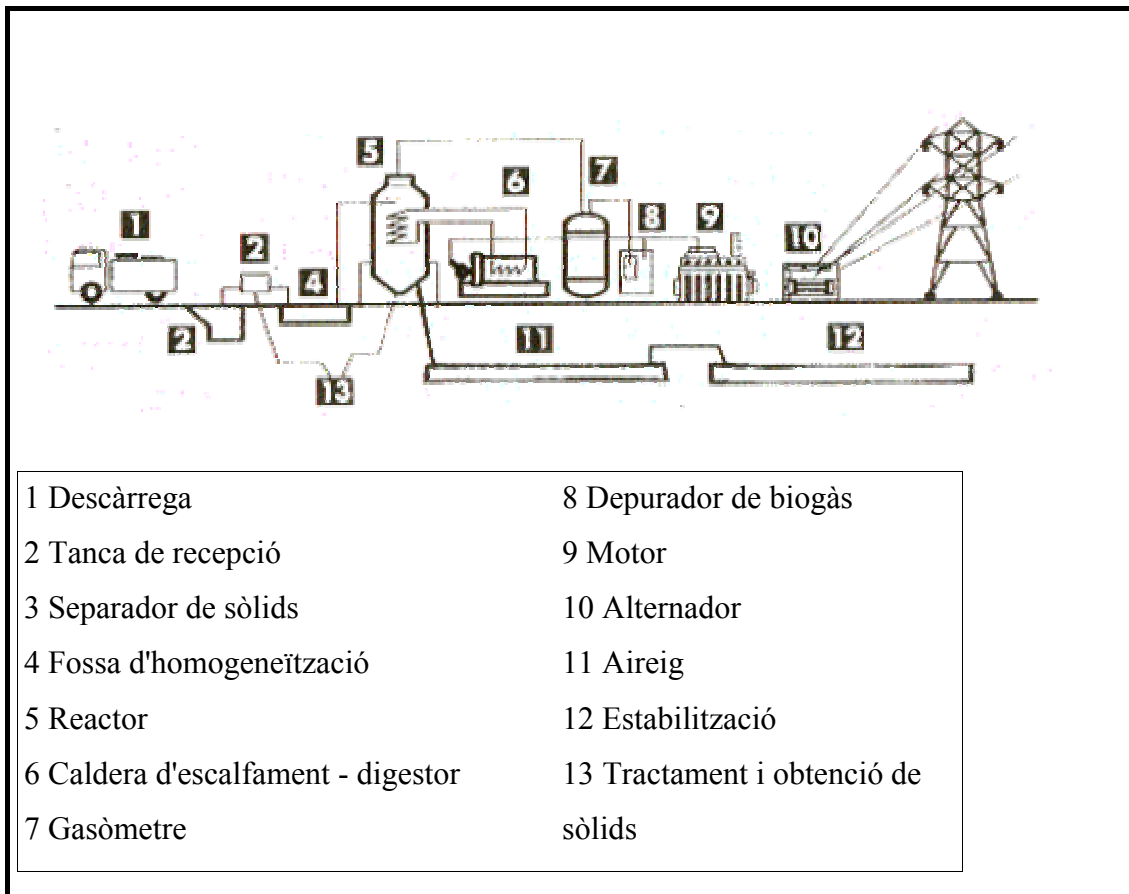 5
6
7
8
9
1
2
10
4
2
11
12
13
1 Descàrrega
2 Tanca de recepció
3 Separador de sòlids
4 Fossa d'homogeneïtzació
5 Reactor
6 Caldera d'escalfament - digestor
7 Gasòmetre
8 Depurador de biogàs
9 Motor
10 Alternador
11 Aireig
12 Estabilització
13 Tractament i obtenció de
sòlids